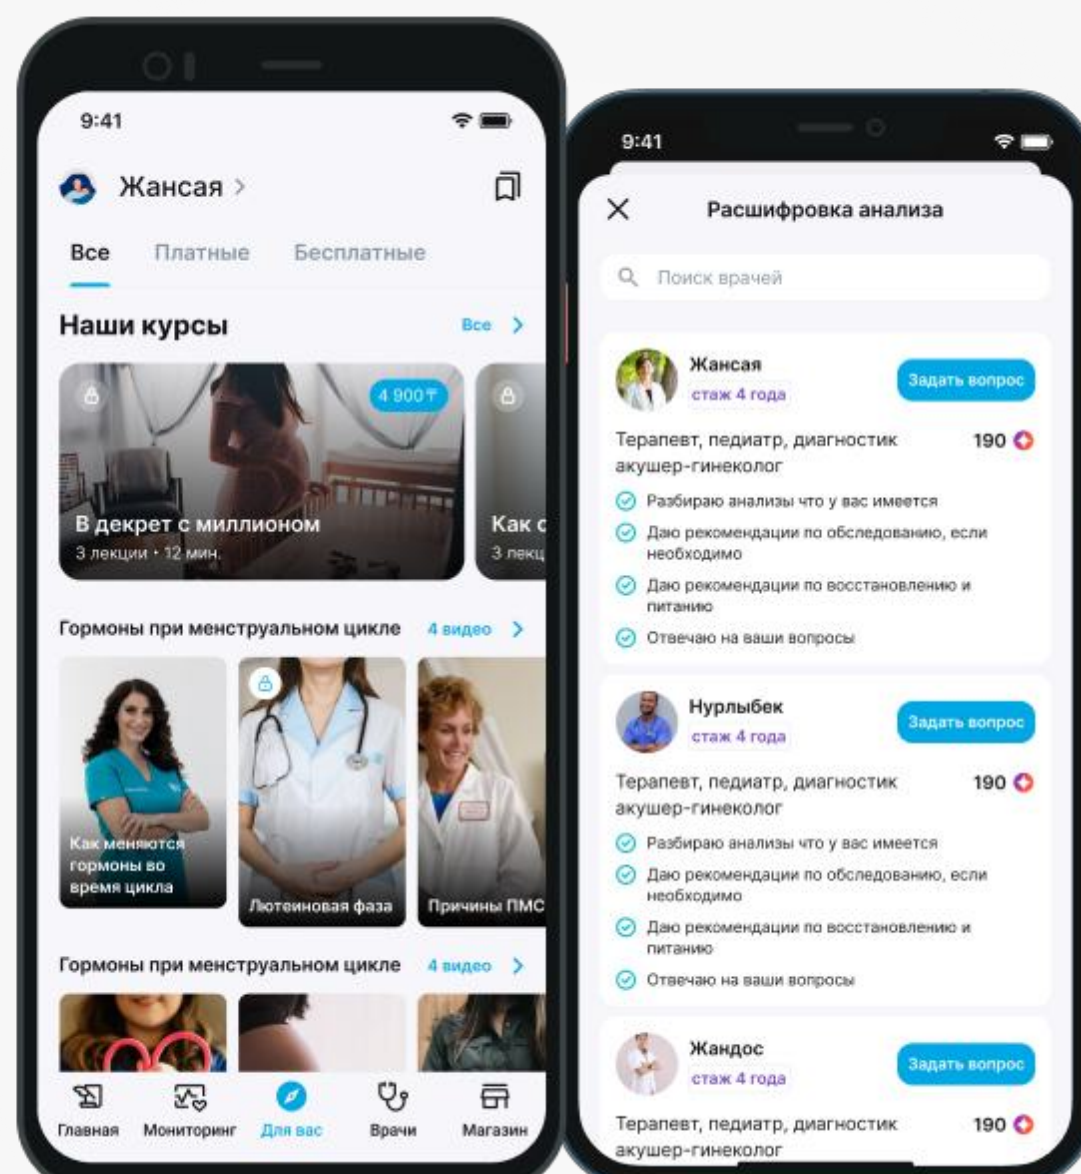 9:41
Жансая
Все Платные Бесплатные
Наши курсы Все
4 900 ₸
В декрет с миллионом
3 лекции • 12 мин.
Как
3 лекц
Гормоны при менструальном цикле 4 видео
Как меняются
гормоны во
время цикла
Лютеиновая фаза
Причины ПМС
Гормоны при менструальном цикле 4 видео
Главная Мониторинг Для вас Врачи Магазин
9:41
Расшифровка анализа
Поиск врачей
Жансая
стаж 4 года
Задать вопрос
Терапевт, педиатр, диагностик
акушер-гинеколог
190
Разбираю анализы что у вас имеется
Даю рекомендации по обследованию, если
необходимо
Даю рекомендации по восстановлению и
питанию
Отвечаю на ваши вопросы
Нурлыбек
стаж 4 года
Задать вопрос
Терапевт, педиатр, диагностик
акушер-гинеколог
190
Разбираю анализы что у вас имеется
Даю рекомендации по обследованию, если
необходимо
Даю рекомендации по восстановлению и
питанию
Отвечаю на ваши вопросы
Жандос
стаж 4 года
Задать вопрос
Терапевт, педиатр, диагностик
акушер-гинеколог
190